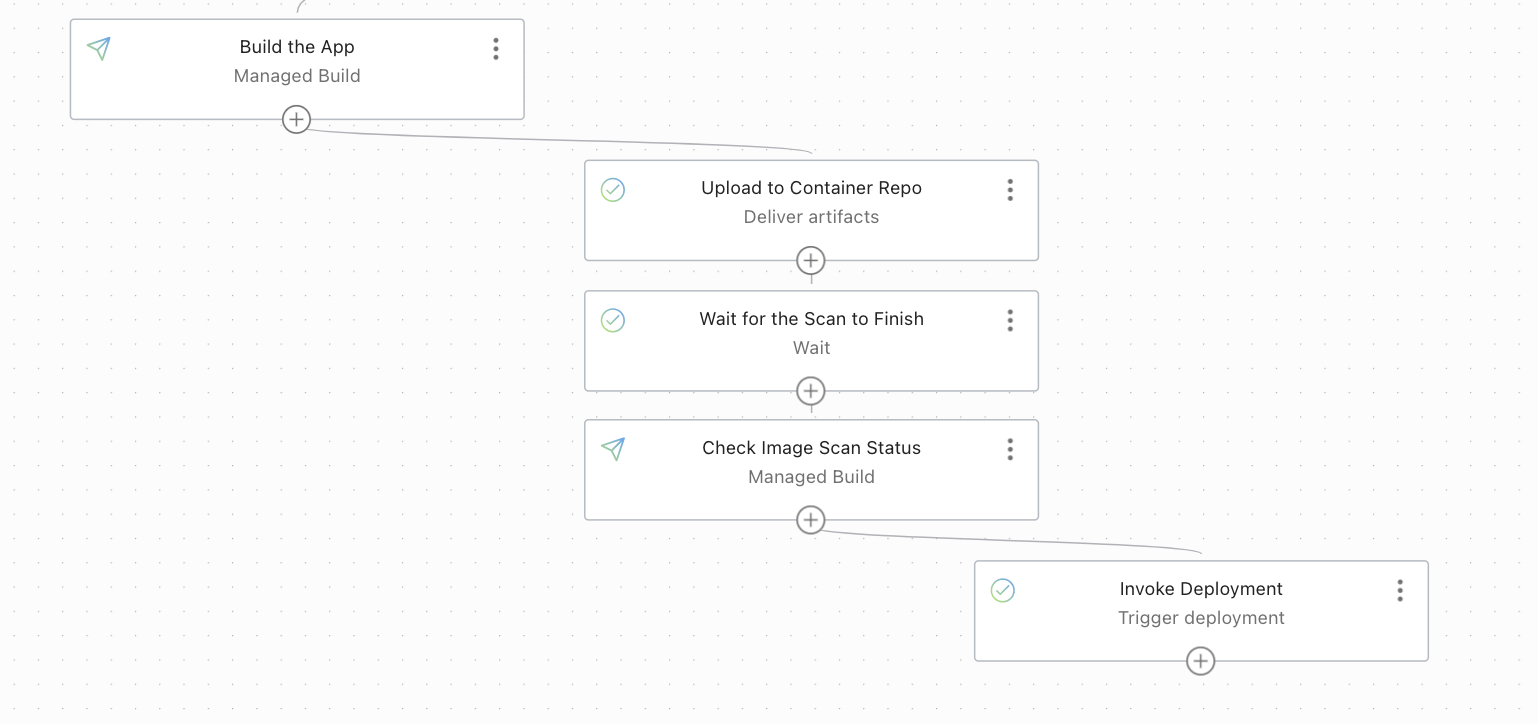 Build the App
Managed Build
Upload to Container Repo
Deliver artifacts
Wait for the Scan to Finish
Wait
Check Image Scan Status
Managed Build
Invoke Deployment
Trigger deployment